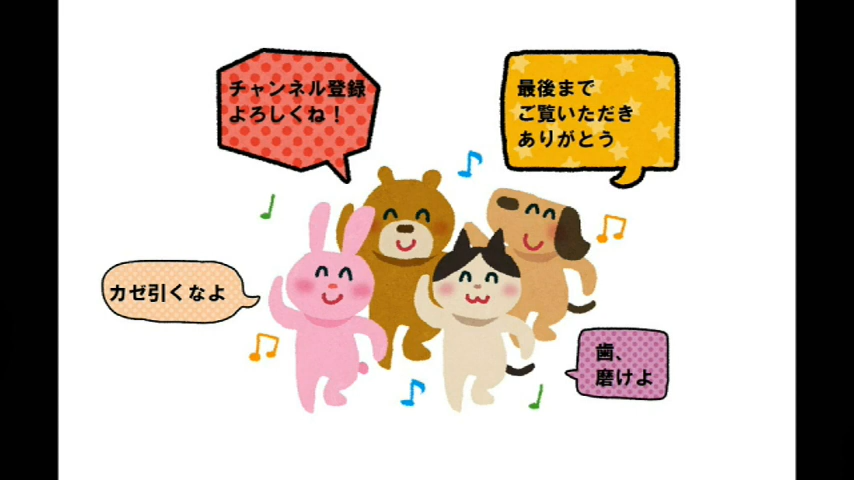 チャンネル登録
よろしくね！
最後まで
ご覧いただき
ありがとう
カゼ引くなよ
歯、
磨けよ